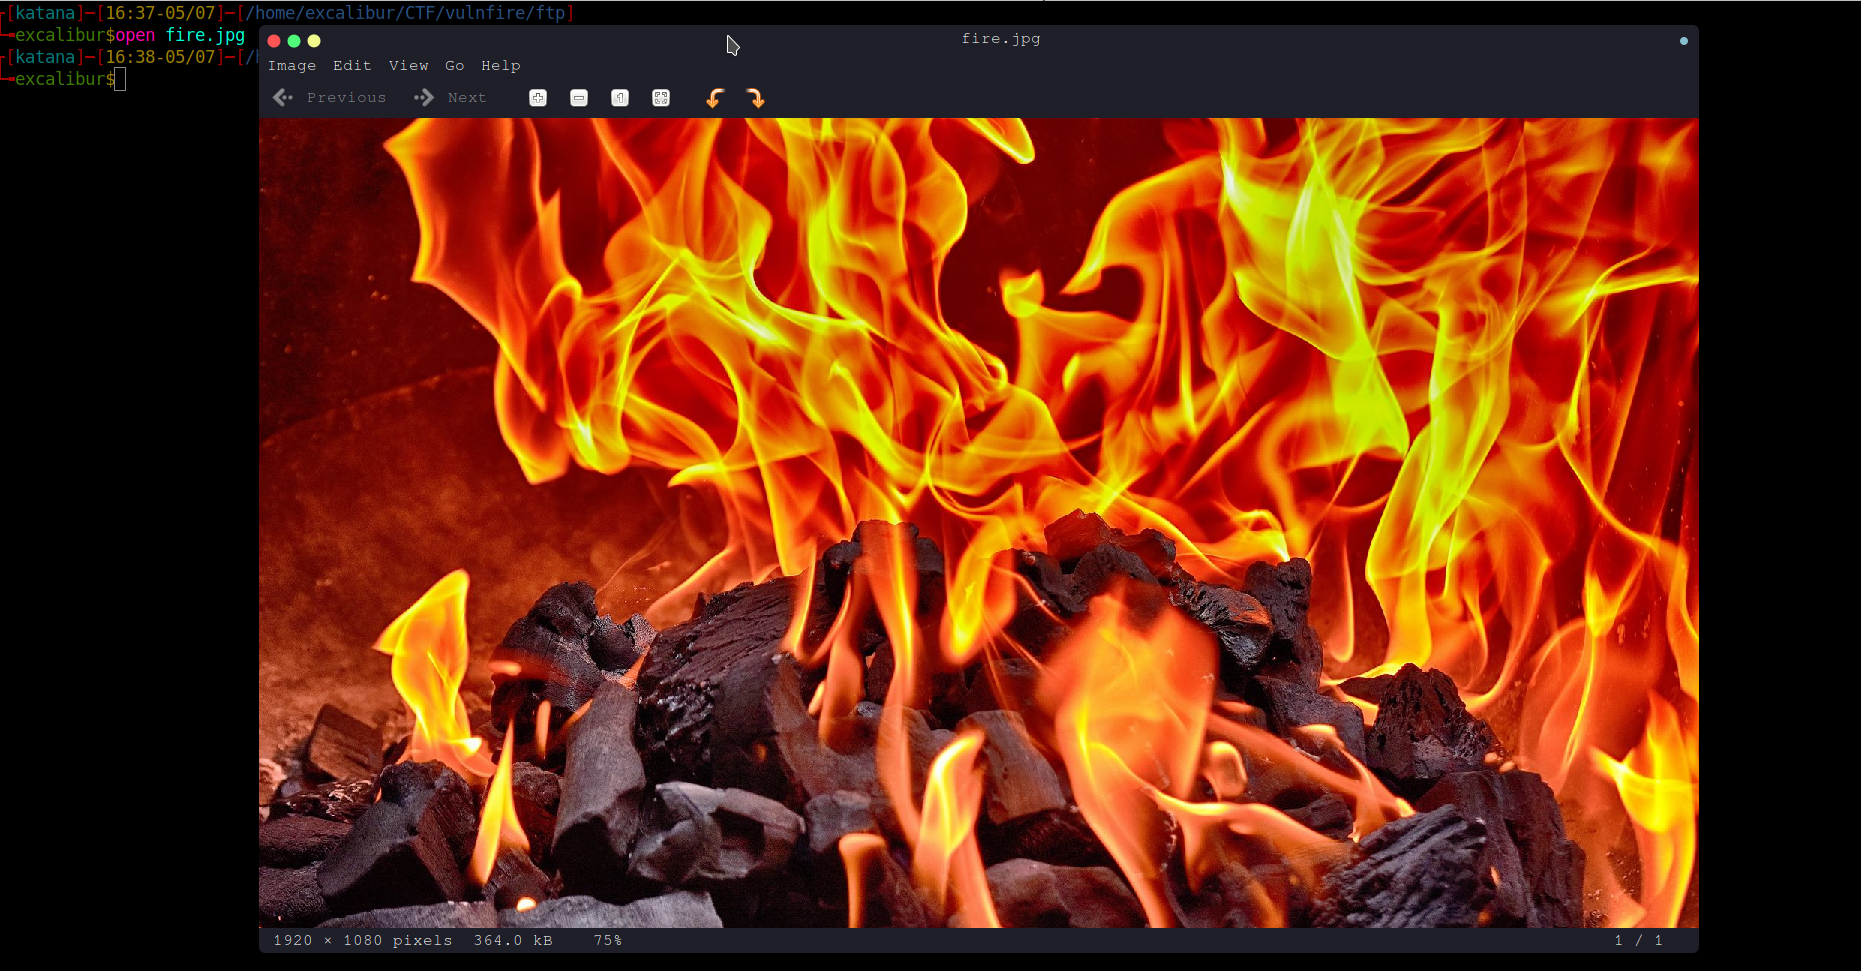 [katana]─[16:37-05/07]─[/home/excalibur/CTF/vulnfire/ftp]
excalibur$open fire.jpg
[katana]─[16:38-05/07]─[/h
excalibur$
fire.jpg
Image Edit View Go Help
Previous Next
1920 × 1080 pixels 364.0 kB 75%
1 / 1